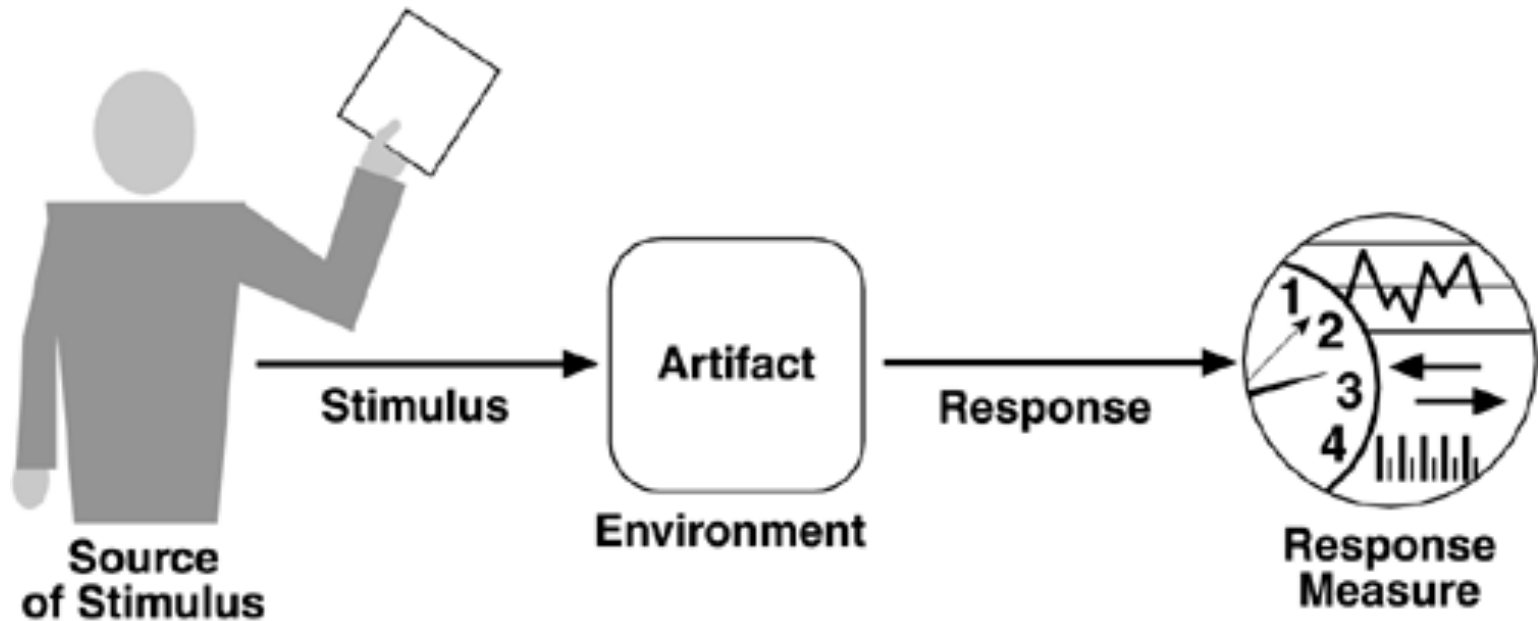 Source
of Stimulus
Stimulus
Artifact
Environment
Response
1
2
3
4
Response
Measure